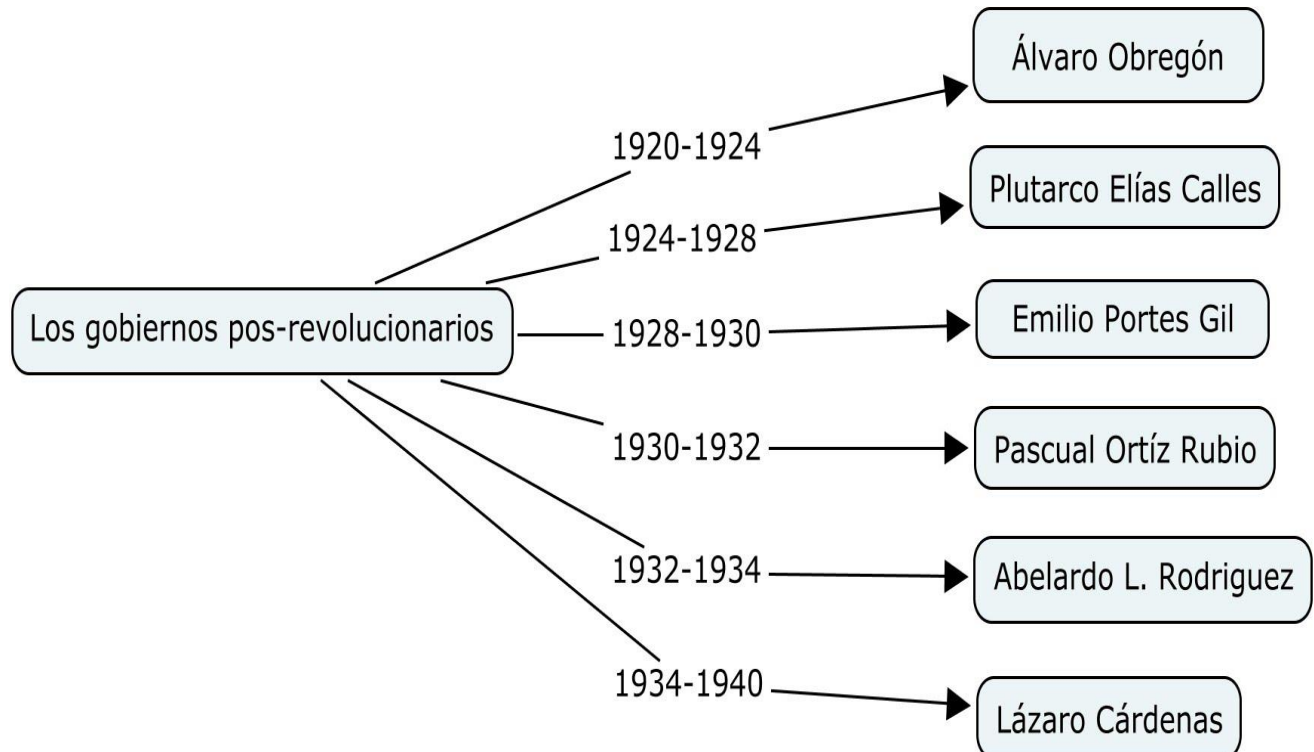 Los gobiernos pos-revolucionarios
1920-1924
Álvaro Obregón
1924-1928
Plutarco Elías Calles
1928-1930
Emilio Portes Gil
1930-1932
Pascual Ortíz Rubio
1932-1934
Abelardo L. Rodriguez
1934-1940
Lázaro Cárdenas